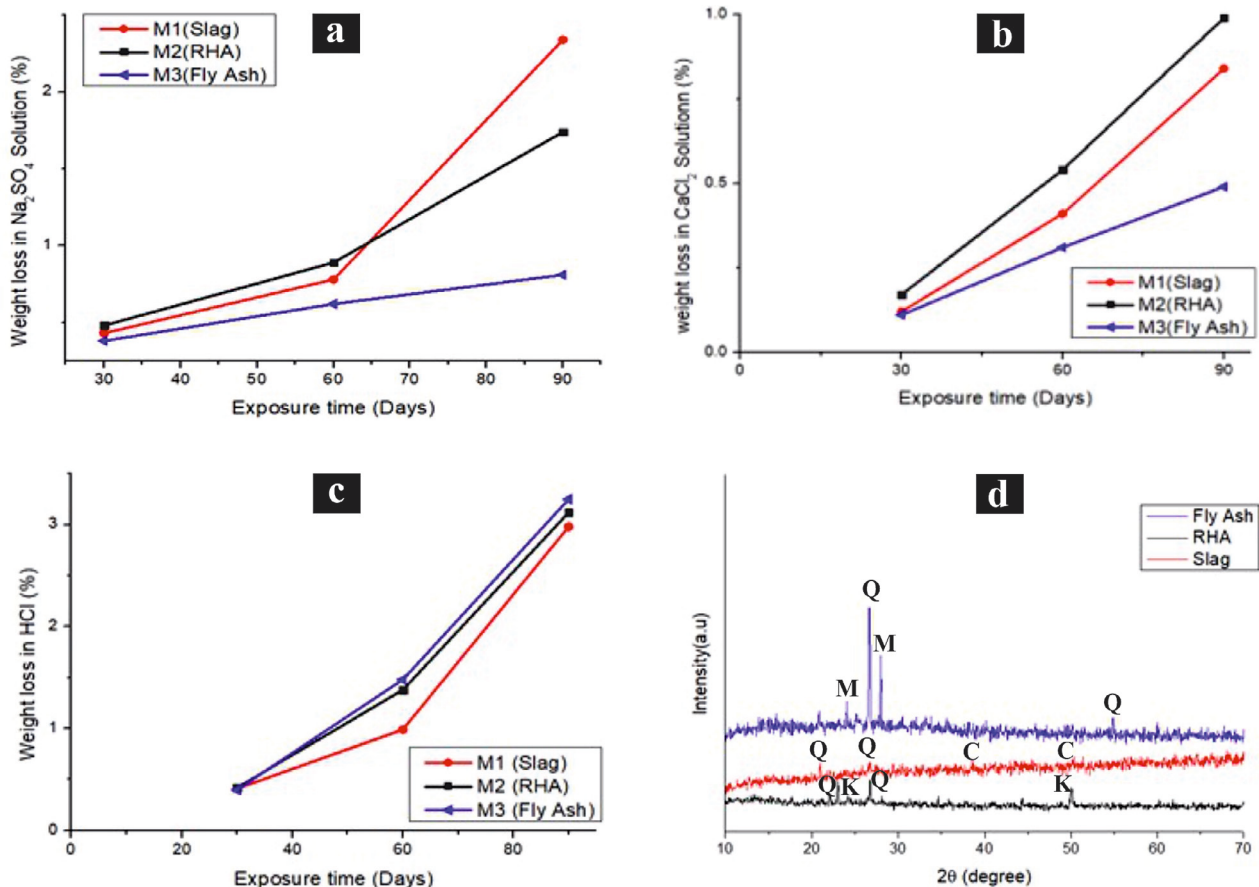 a
M1(Slag)
M2(RHA)
M3(Fly Ash)
Weight loss in Na2SO4 Solution (%)
2
1
30 40 50 60 70 80 90
Exposure time (Days)
b
1.0
0.5
0.0
weight loss in CaCl2 Solutionn (%)
M1(Slag)
M2(RHA)
M3(Fly Ash)
0 30 60 90
Exposure time (Days)
c
3
2
1
0
Weight loss in HCl (%)
M1 (Slag)
M2 (RHA)
M3 (Fly Ash)
0 20 40 60 80
Exposure time (Days)
d
Fly Ash
RHA
Slag
Intensity(a.u)
Q
M
M
Q
Q Q C C
Q K Q K
10 20 30 40 50 60 70
2θ (degree)